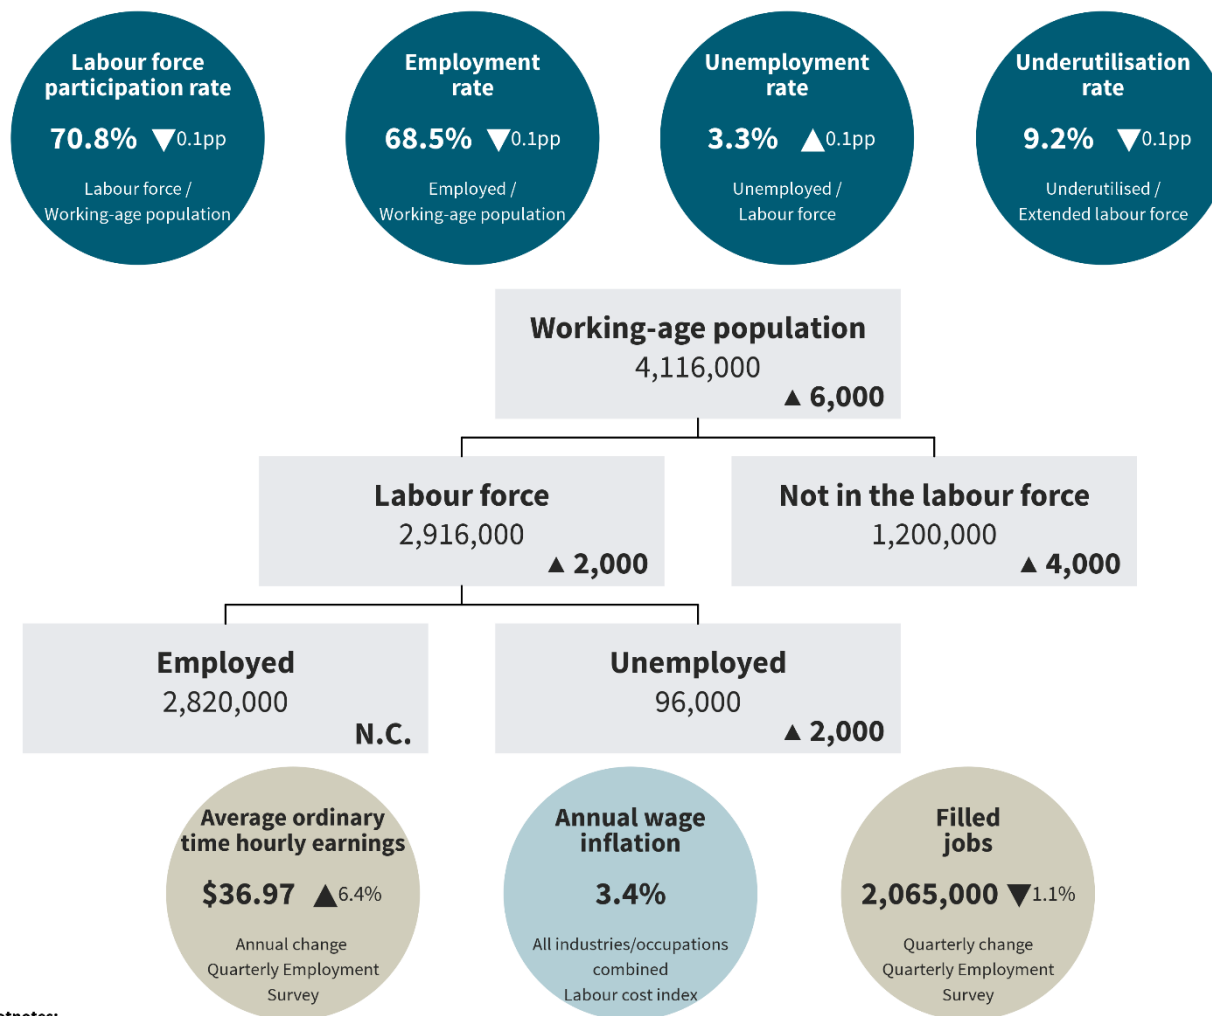 Labour force
participation rate
70.8% ▼0.1pp
Labour force /
Working-age population
Employment
rate
68.5% ▼0.1pp
Employed /
Working-age population
Unemployment
rate
3.3% ▲0.1pp
Unemployed /
Labour force
Underutilisation
rate
9.2% ▼0.1pp
Underutilised /
Extended labour force
Working-age population
4,116,000
▲ 6,000
Labour force
2,916,000
▲ 2,000
Not in the labour force
1,200,000
▲ 4,000
Employed
2,820,000
N.C.
Unemployed
96,000
▲ 2,000
Average ordinary
time hourly earnings
$36.97 ▲6.4%
Annual change
Quarterly Employment
Survey
Annual wage
inflation
3.4%
All industries/occupations
combined
Labour cost index
Filled
jobs
2,065,000 ▼1.1%
Quarterly change
Quarterly Employment
Survey